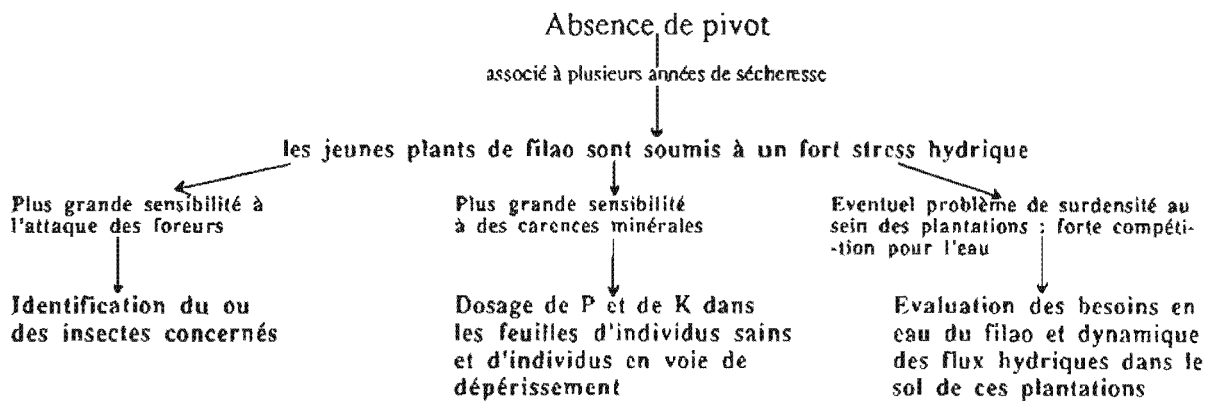 Absence de pivot
associé à plusieurs années de sécheresse
les jeunes plants de filao sont soumis à un fort stress hydrique
Plus grande sensibilité à
l'attaque des foreurs
Plus grande sensibilité
à des carences minérales
Eventuel problème de surdensité au
sein des plantations : forte compéti-
-tion pour l'eau
Identification du ou
des insectes concernés
Dosage de P et de K dans
les feuilles d'individus sains
et d'individus en voie de
dépérissement
Evaluation des besoins en
eau du filao et dynamique
des flux hydriques dans le
sol de ces plantations